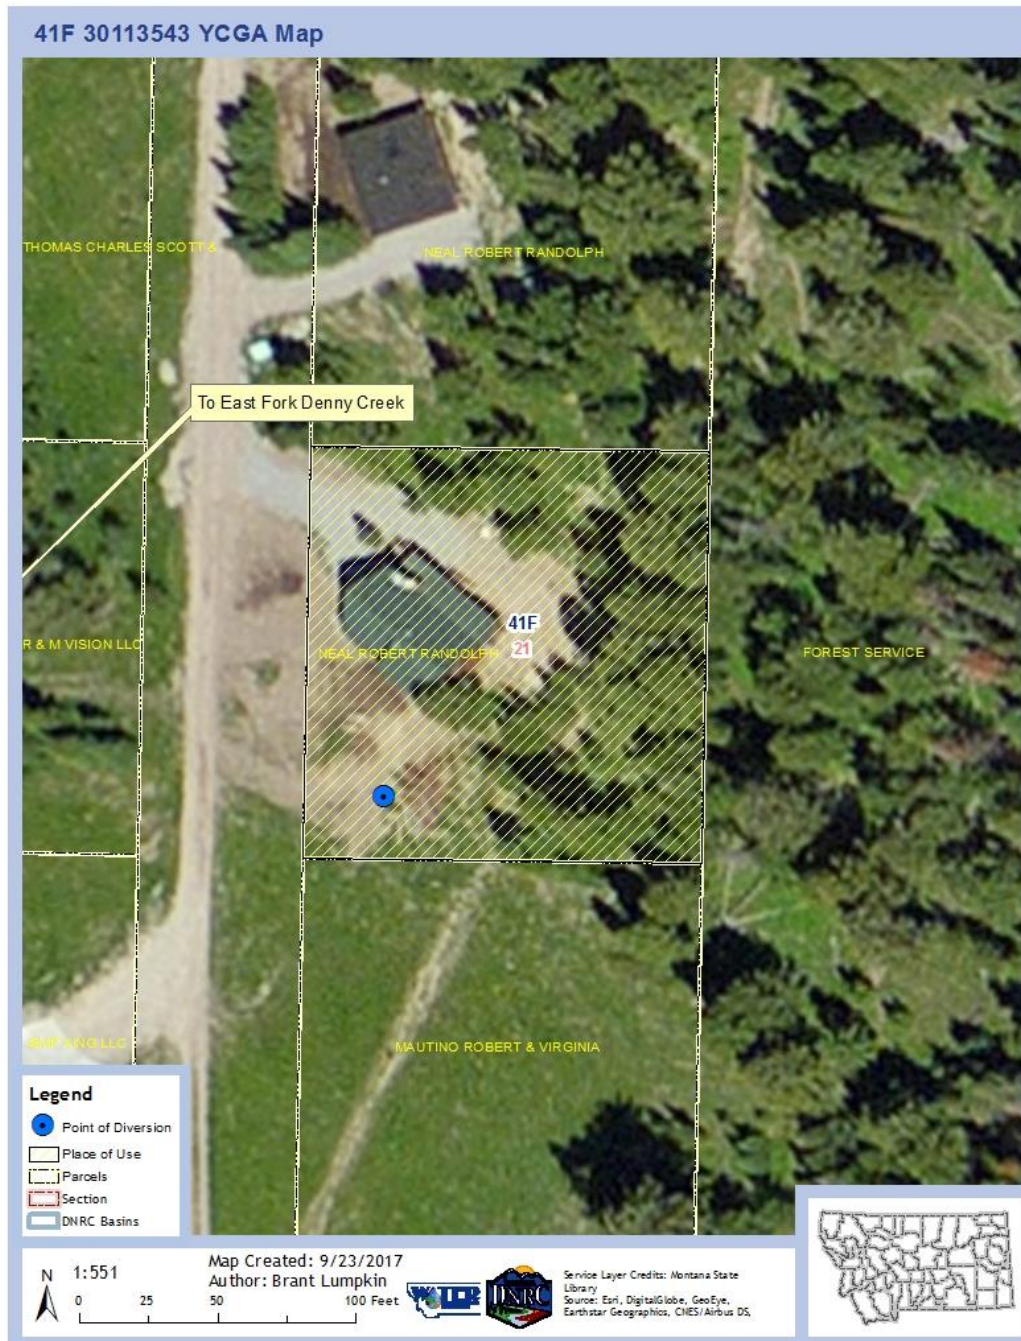 41F 30113543 YCGA Map
THOMAS CHARLES SCOTT &
NEAL ROBERT RANDOLPH
To East Fork Denny Creek
41F
R & M VISION LLC
NEAL ROBERT RANDOLPH
21
FOREST SERVICE
LLC
MAUTINO ROBERT & VIRGINIA
Legend
Point of Diversion
Place of Use
Parcels
Section
DNRC Basins
N
1:551
0 25 50 100 Feet
Map Created: 9/23/2017
Author: Brant Lumpkin
WATER
DNRC
Service Layer Credits: Montana State
Library
Source: Esri, DigitalGlobe, GeoEye,
Earthstar Geographics, CNES/Airbus DS,